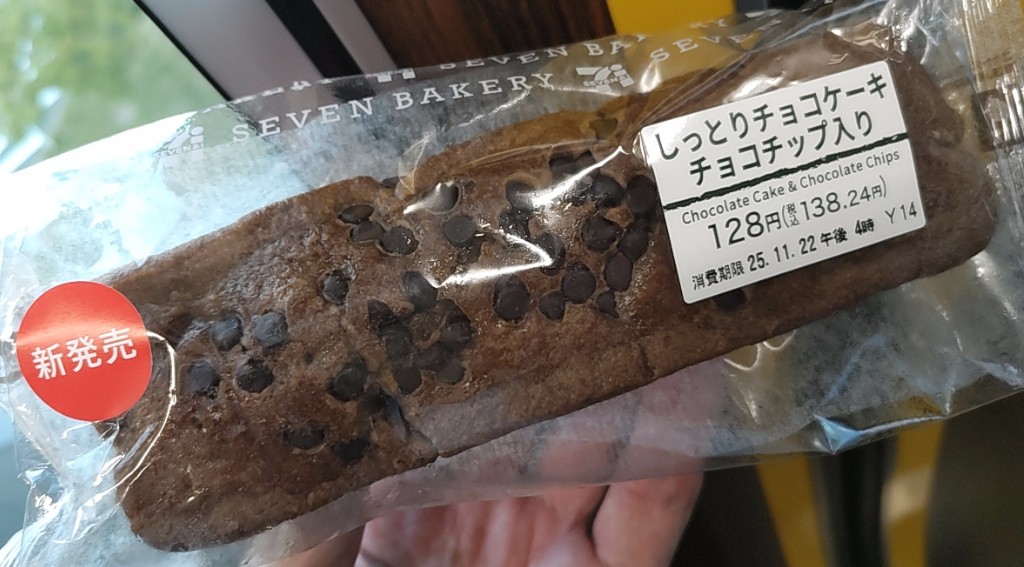 SEVEN BAKERY
SEVEN BAKERY
SEVEN
新発売
しっとりチョコケーキ
チョコチップ入り
Chocolate Cake & Chocolate Chips
128円(税込138.24円)
消費期限 25.11.22 午後 4時 Y14